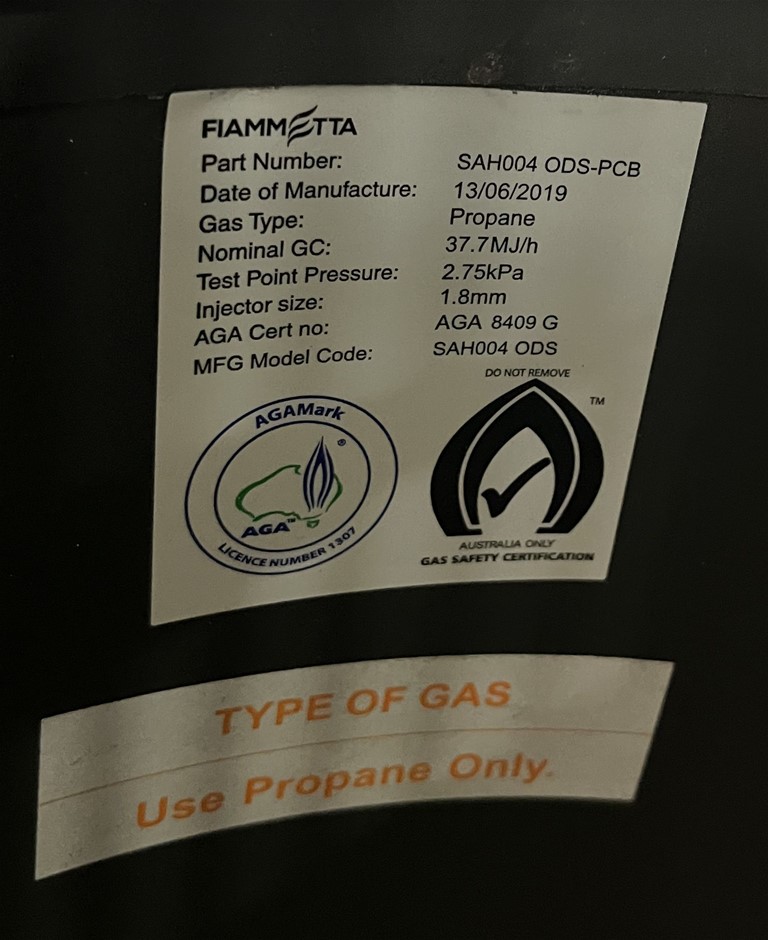 FIAMMETTA
Part Number: SAH004 ODS-PCB
Date of Manufacture: 13/06/2019
Gas Type: Propane
Nominal GC: 37.7MJ/h
Test Point Pressure: 2.75kPa
Injector size: 1.8mm
AGA Cert no: AGA 8409 G
MFG Model Code: SAH004 ODS
DO NOT REMOVE
AGAMark
®
AGA™
LICENCE NUMBER 1307
TM
AUSTRALIA ONLY
GAS SAFETY CERTIFICATION
TYPE OF GAS
Use Propane Only.